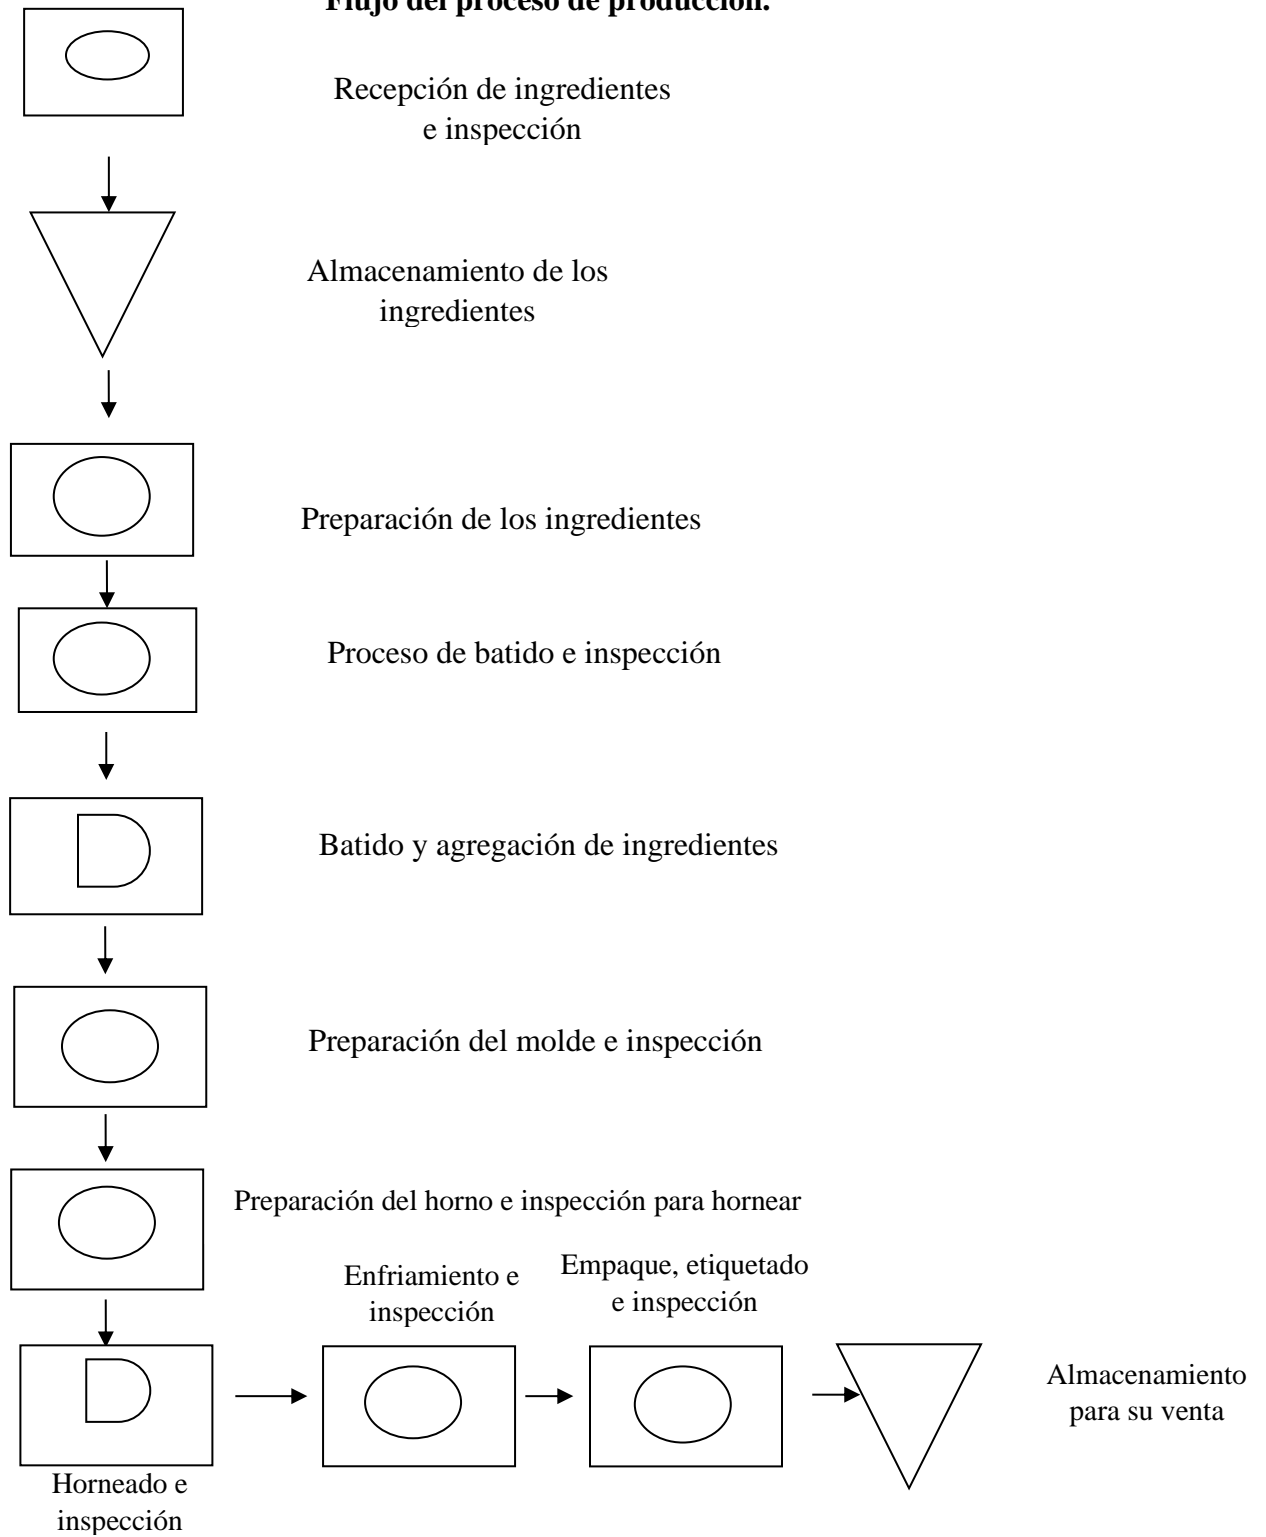 Flujo del proceso de producción.
Recepción de ingredientes
e inspección
Almacenamiento de los
ingredientes
Preparación de los ingredientes
Proceso de batido e inspección
Batido y agregación de ingredientes
Preparación del molde e inspección
Preparación del horno e inspección para hornear
Horneado e
inspección
Enfriamiento e
inspección
Empaque, etiquetado
e inspección
Almacenamiento
para su venta